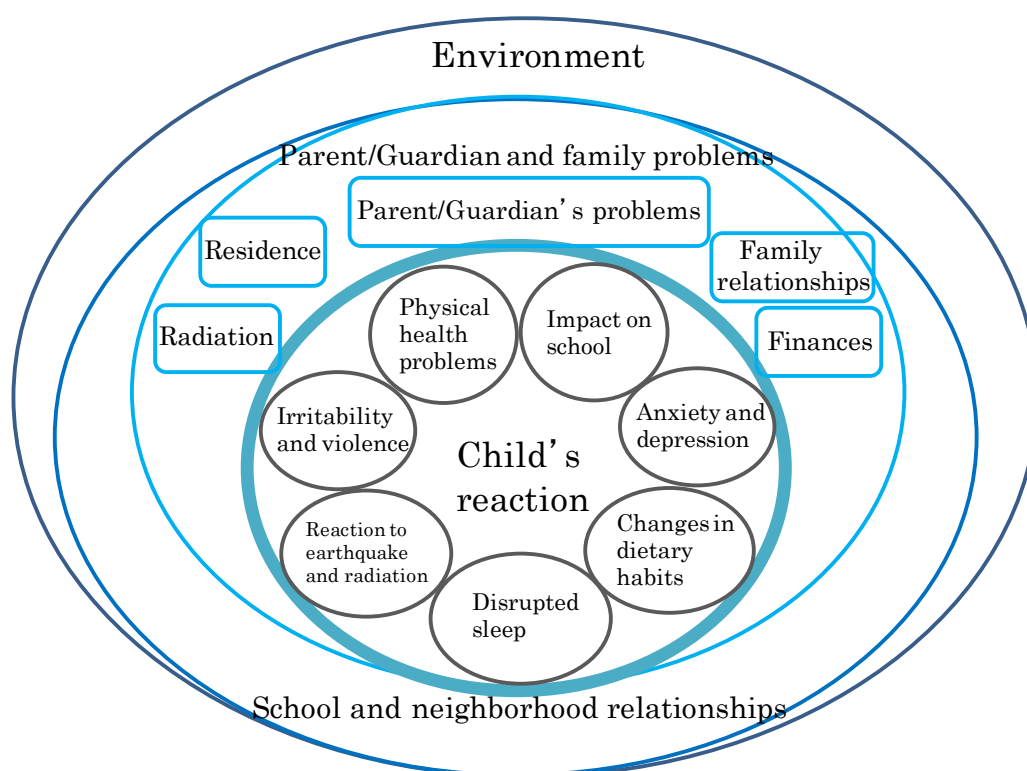 Environment
Parent/Guardian and family problems
Parent/Guardian’s problems
Residence
Family
relationships
Radiation
Finances
Physical
health
problems
Impact on
school
Irritability
and violence
Anxiety and
depression
Child’s
reaction
Reaction to
earthquake
and radiation
Changes in
dietary
habits
Disrupted
sleep
School and neighborhood relationships